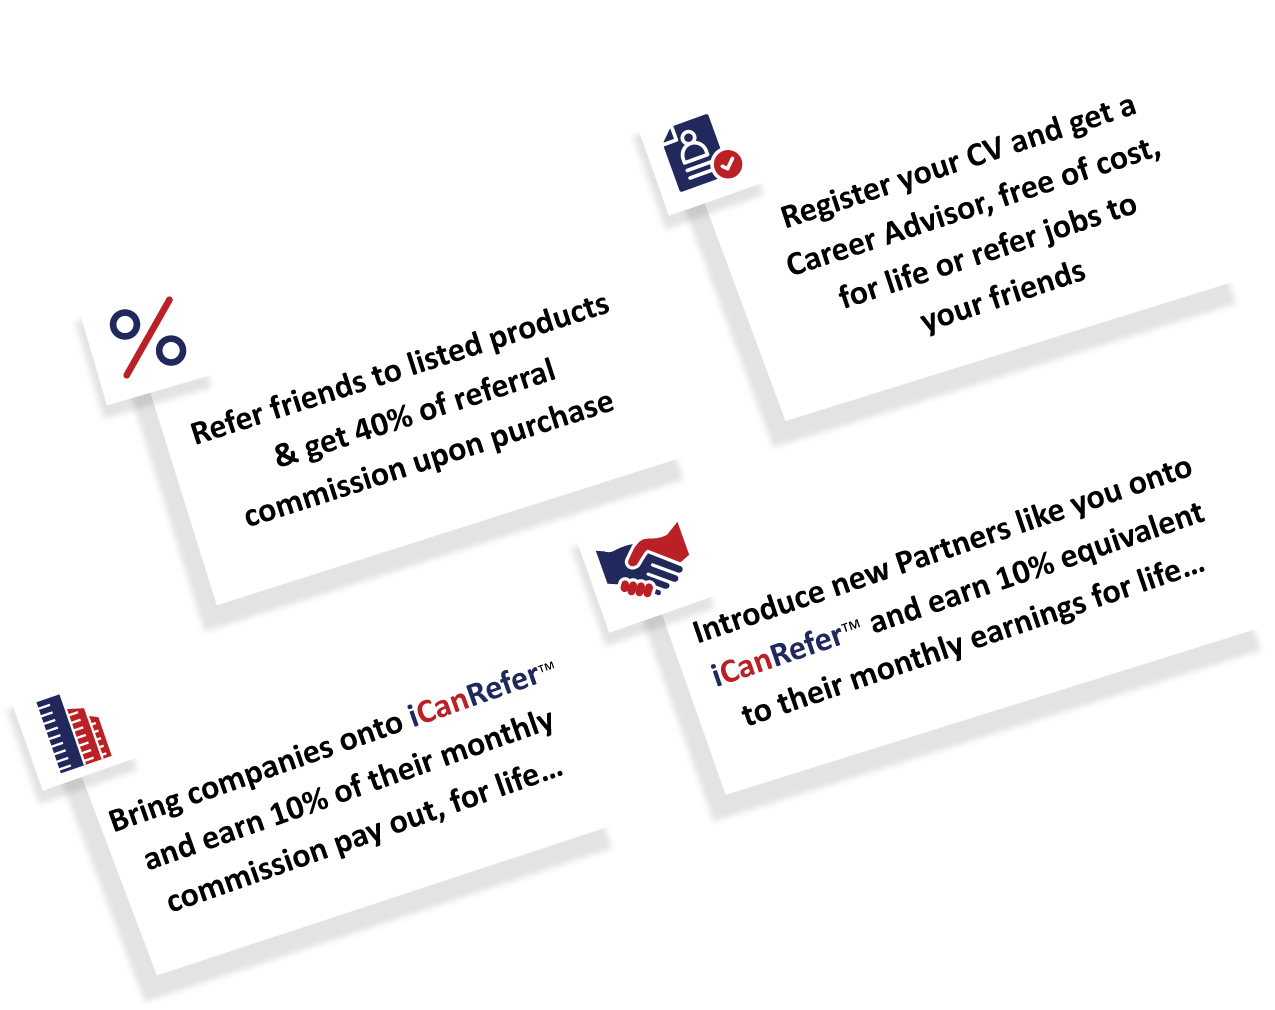 Register your CV and get a
Career Advisor, free of cost,
for life or refer jobs to
your friends
Refer friends to listed products
& get 40% of referral
commission upon purchase
Introduce new Partners like you onto
iCanRefer™ and earn 10% equivalent
to their monthly earnings for life...
Bring companies onto iCanRefer™
and earn 10% of their monthly
commission pay out, for life...